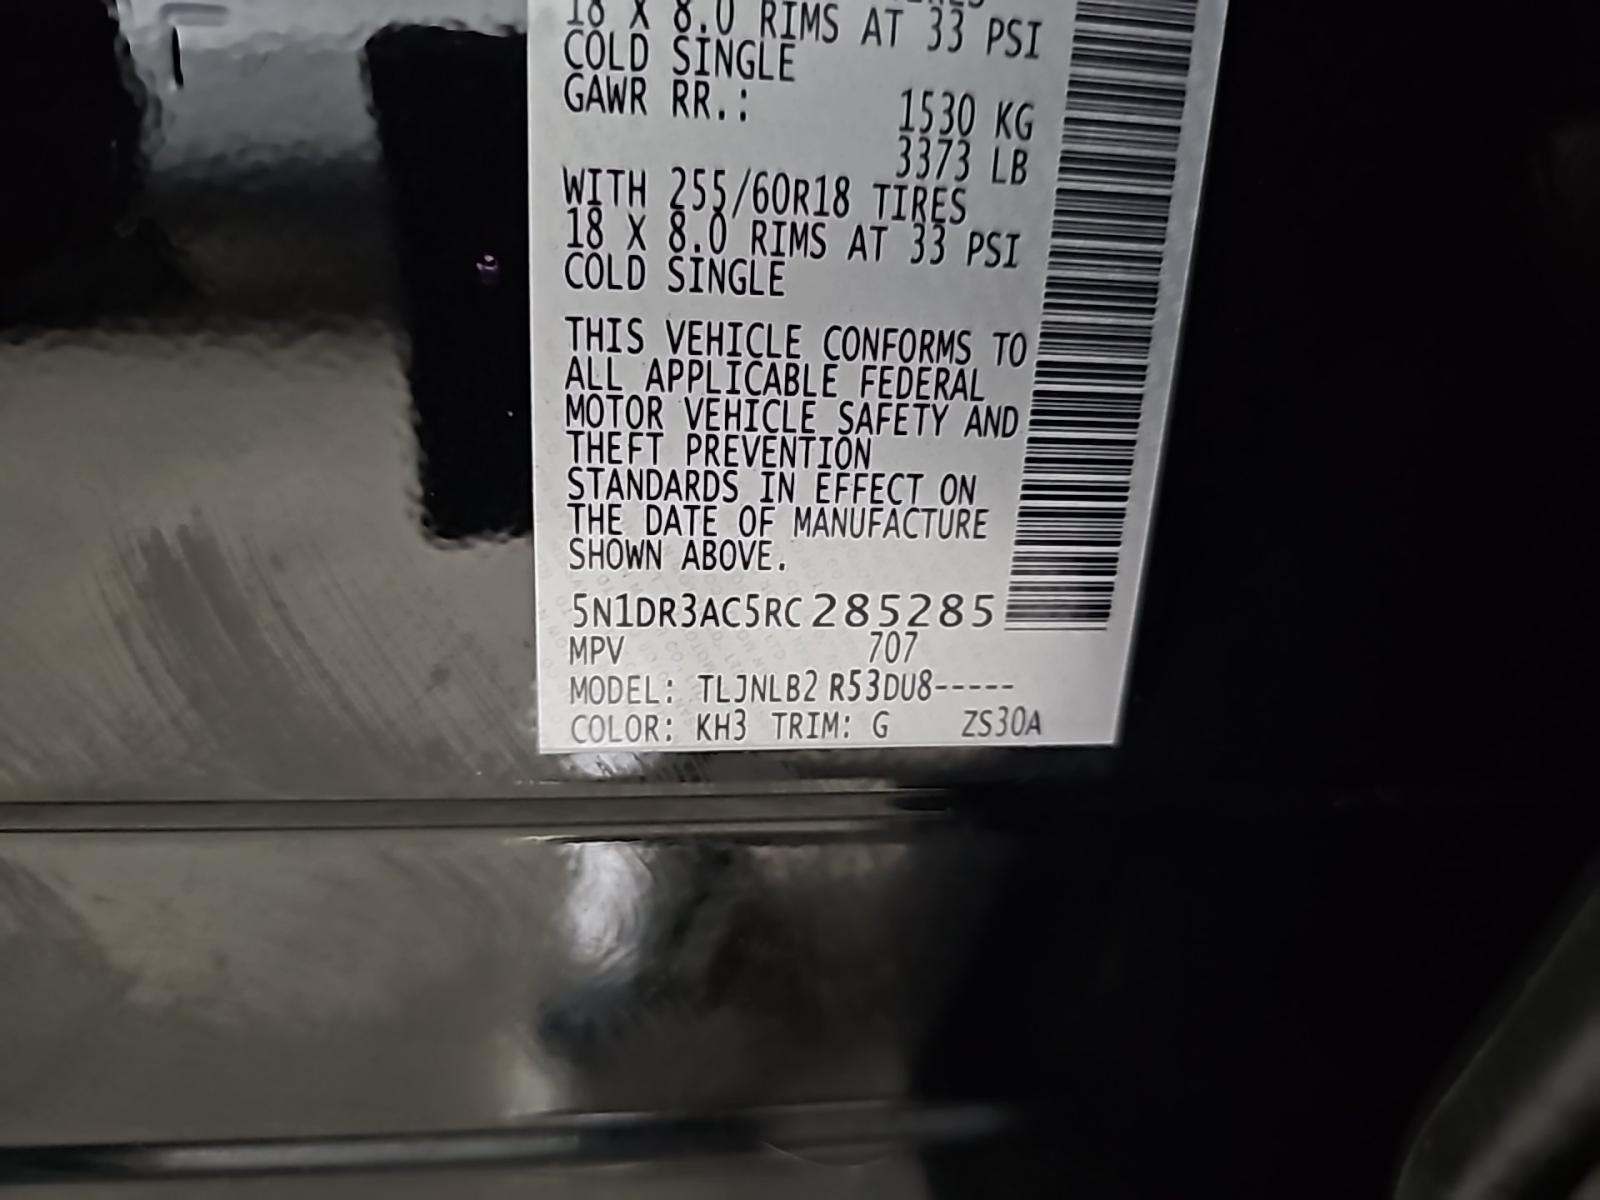 18 X 8.0 RIMS AT 33 PSI
COLD SINGLE
GAWR RR.: 1530 KG
3373 LB
WITH 255/60R18 TIRES
18 X 8.0 RIMS AT 33 PSI
COLD SINGLE
THIS VEHICLE CONFORMS TO
ALL APPLICABLE FEDERAL
MOTOR VEHICLE SAFETY AND
THEFT PREVENTION
STANDARDS IN EFFECT ON
THE DATE OF MANUFACTURE
SHOWN ABOVE.
5N1DR3AC5RC285285
MPV 707
MODEL: TLJNLB2 R53DU8-----
COLOR: KH3 TRIM: G ZS30A